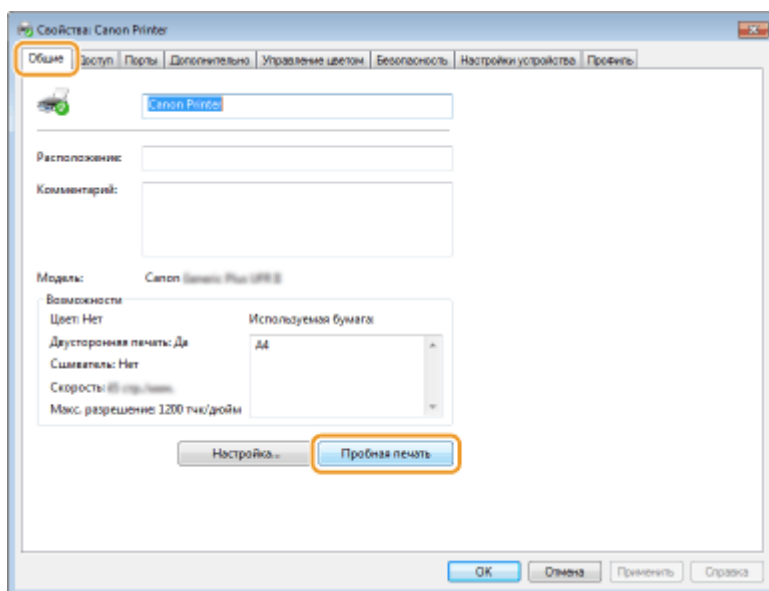 Свойства: Canon Printer
Общие Доступ Порты Дополнительно Управление цветом Безопасность Настройки устройства Профиль
Canon Printer
Расположение:
Комментарий:
Модель: Canon
Возможности
Цвет: Нет Используемая бумага:
Двусторонняя печать: Да A4
Сшиватель: Нет
Скорость:
Макс. разрешение: 1200 тчк/дюйм
Настройка... Пробная печать
OK Отмена Применить Справка